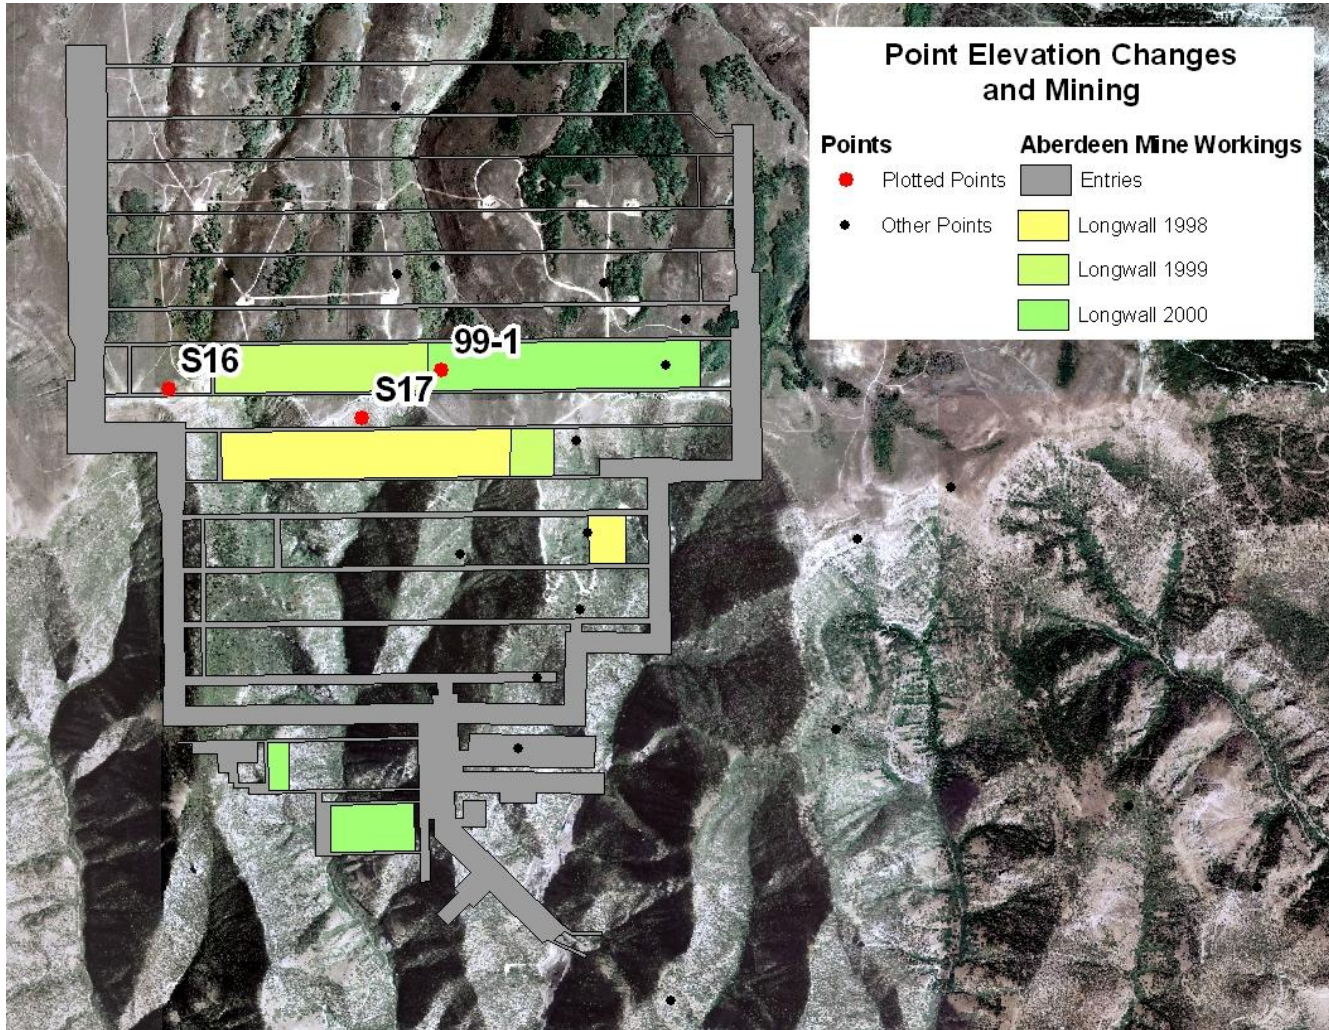 Point Elevation Changes
and Mining
Points
Aberdeen Mine Workings
Plotted Points
Entries
Other Points
Longwall 1998
Longwall 1999
Longwall 2000
99-1
S16
S17